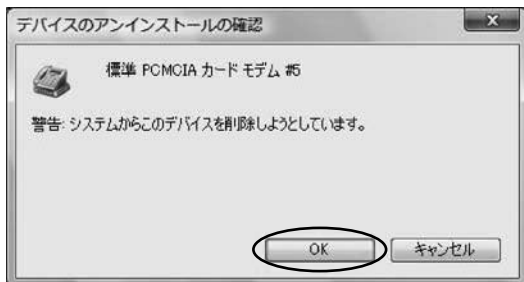 デバイスのアンインストールの確認
標準 PCMCIA カード モデム #5
警告: システムからこのデバイスを削除しようとしています。
OK
キャンセル